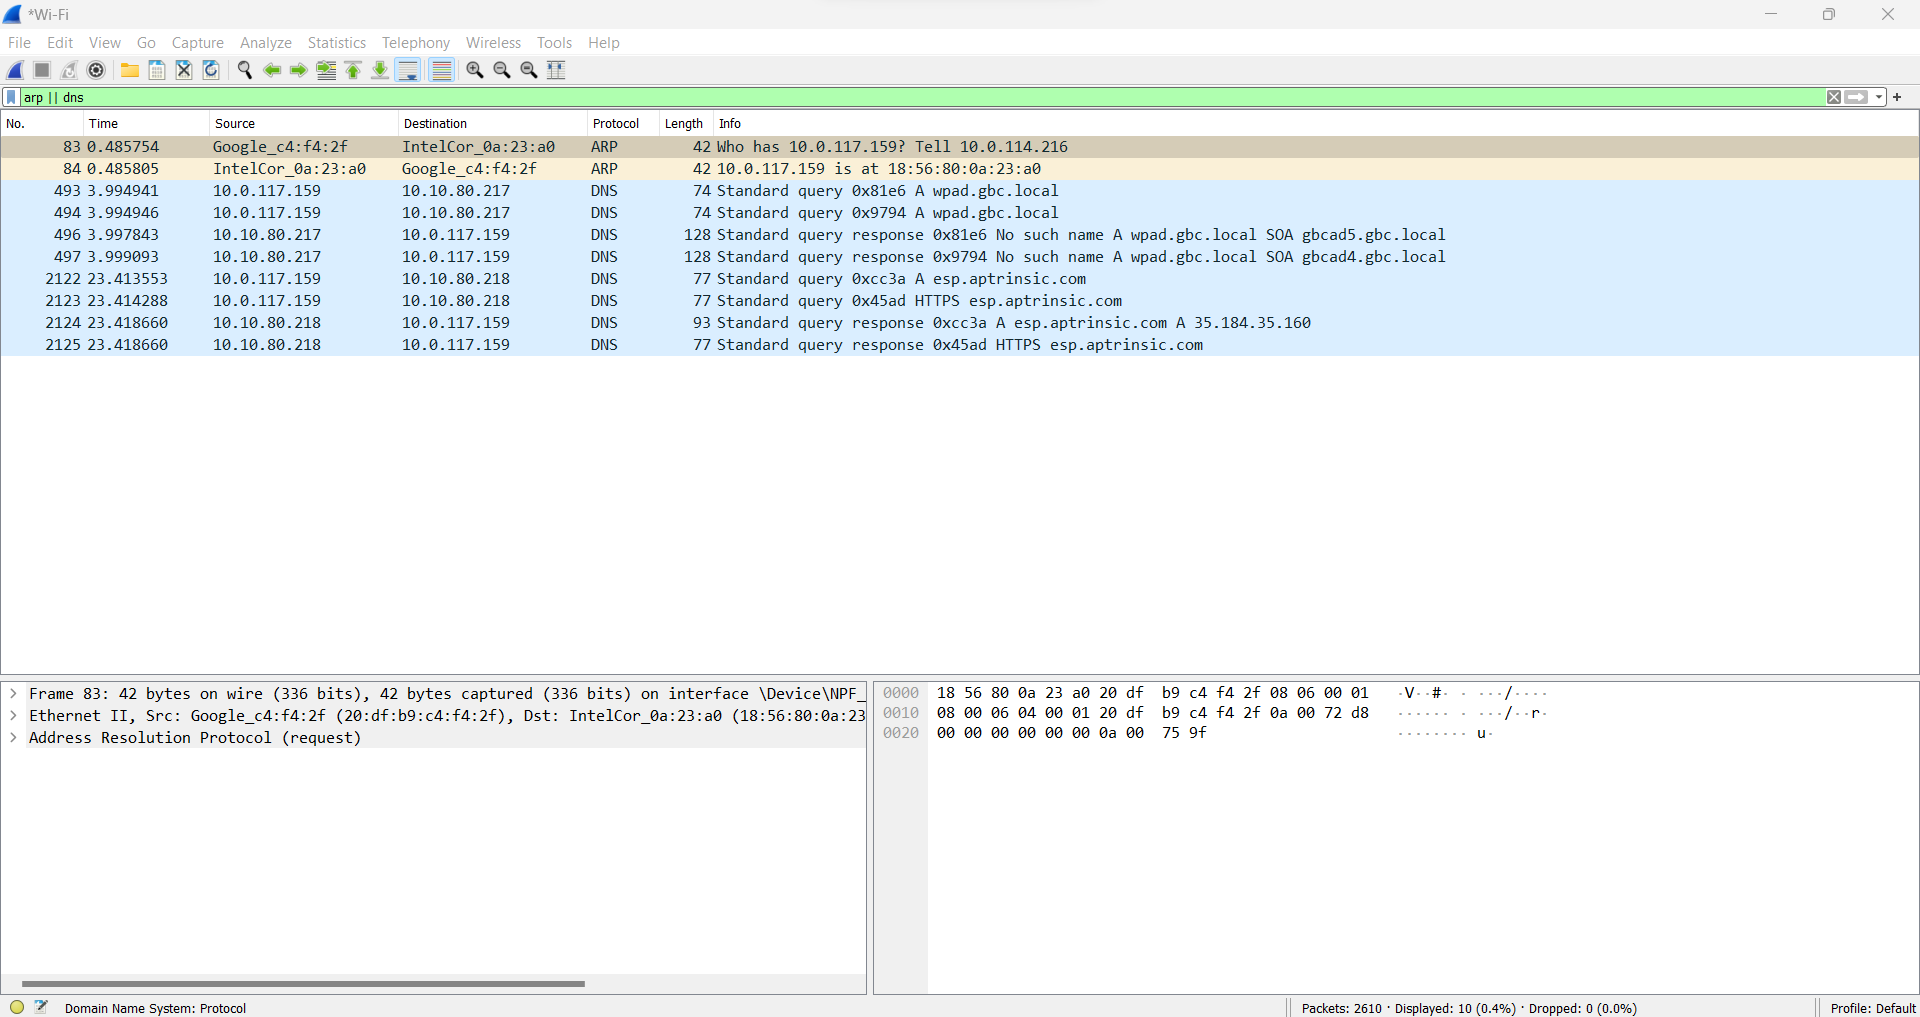 *Wi-Fi
File Edit View Go Capture Analyze Statistics Telephony Wireless Tools Help
arp || dns
No. Time Source Destination Protocol Length Info
83 0.485754 Google_c4:f4:2f IntelCor_0a:23:a0 ARP 42 Who has 10.0.117.159? Tell 10.0.114.216
84 0.485805 IntelCor_0a:23:a0 Google_c4:f4:2f ARP 42 10.0.117.159 is at 18:56:80:0a:23:a0
493 3.994941 10.0.117.159 10.10.80.217 DNS 74 Standard query 0x81e6 A wpad.gbc.local
494 3.994946 10.0.117.159 10.10.80.217 DNS 74 Standard query 0x9794 A wpad.gbc.local
496 3.997843 10.10.80.217 10.0.117.159 DNS 128 Standard query response 0x81e6 No such name A wpad.gbc.local SOA gbcad5.gbc.local
497 3.999093 10.10.80.217 10.0.117.159 DNS 128 Standard query response 0x9794 No such name A wpad.gbc.local SOA gbcad4.gbc.local
2122 23.413553 10.0.117.159 10.10.80.218 DNS 77 Standard query 0xcc3a A esp.aptrinsic.com
2123 23.414288 10.0.117.159 10.10.80.218 DNS 77 Standard query 0x45ad HTTPS esp.aptrinsic.com
2124 23.418660 10.10.80.218 10.0.117.159 DNS 93 Standard query response 0xcc3a A esp.aptrinsic.com A 35.184.35.160
2125 23.418660 10.10.80.218 10.0.117.159 DNS 77 Standard query response 0x45ad HTTPS esp.aptrinsic.com
Frame 83: 42 bytes on wire (336 bits), 42 bytes captured (336 bits) on interface \Device\NPF_
Ethernet II, Src: Google_c4:f4:2f (20:df:b9:c4:f4:2f), Dst: IntelCor_0a:23:a0 (18:56:80:0a:23
Address Resolution Protocol (request)
0000 18 56 80 0a 23 a0 20 df b9 c4 f4 2f 08 06 00 01 ·V··#· · ···/····
0010 08 00 06 04 00 01 20 df b9 c4 f4 2f 0a 00 72 d8 ······ · ···/··r·
0020 00 00 00 00 00 00 0a 00 75 9f ········ u·
Domain Name System: Protocol
Packets: 2610 · Displayed: 10 (0.4%) · Dropped: 0 (0.0%)
Profile: Default